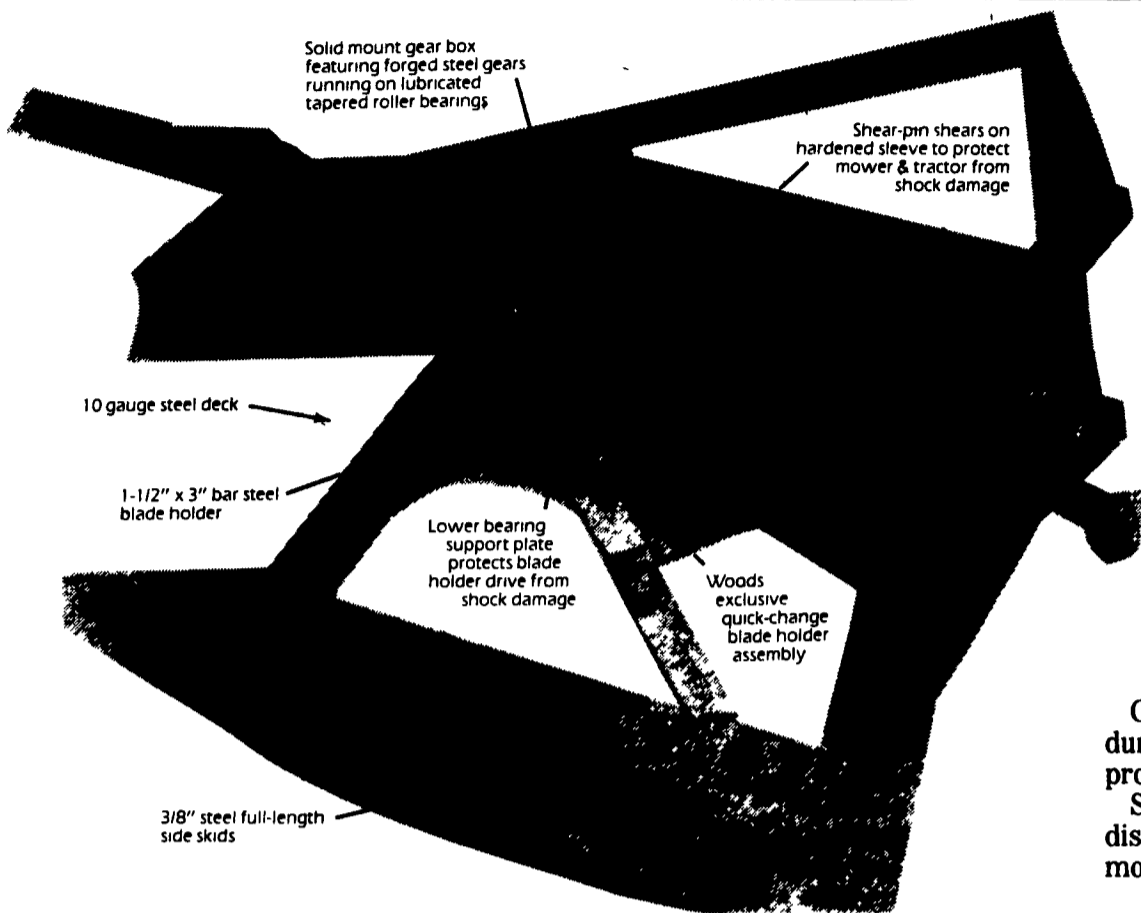 Solid mount gear box
featuring forged steel gears
running on lubricated
tapered roller bearings
Shear-pin shears on
hardened sleeve to protect
mower & tractor from
shock damage
10 gauge steel deck
1-1/2" x 3" bar steel
blade holder
Lower bearing
support plate
protects blade
holder drive from
shock damage
Woods
exclusive
quick-change
blade holder
assembly
3/8" steel full-length
side skids